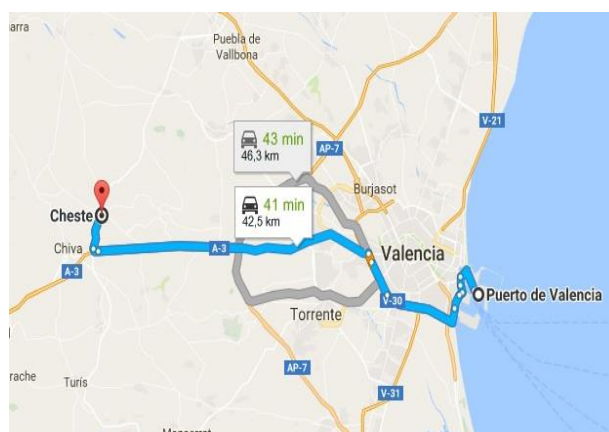 arra
Puebla de
Vallbona
V-21
43 min
46,3 km
AP-7
Burjasot
41 min
42,5 km
Cheste
Chiva
A-3
A-3
Valencia
Puerto de Valencia
V-30
Torrente
AP-7
Turís
rache
V-31